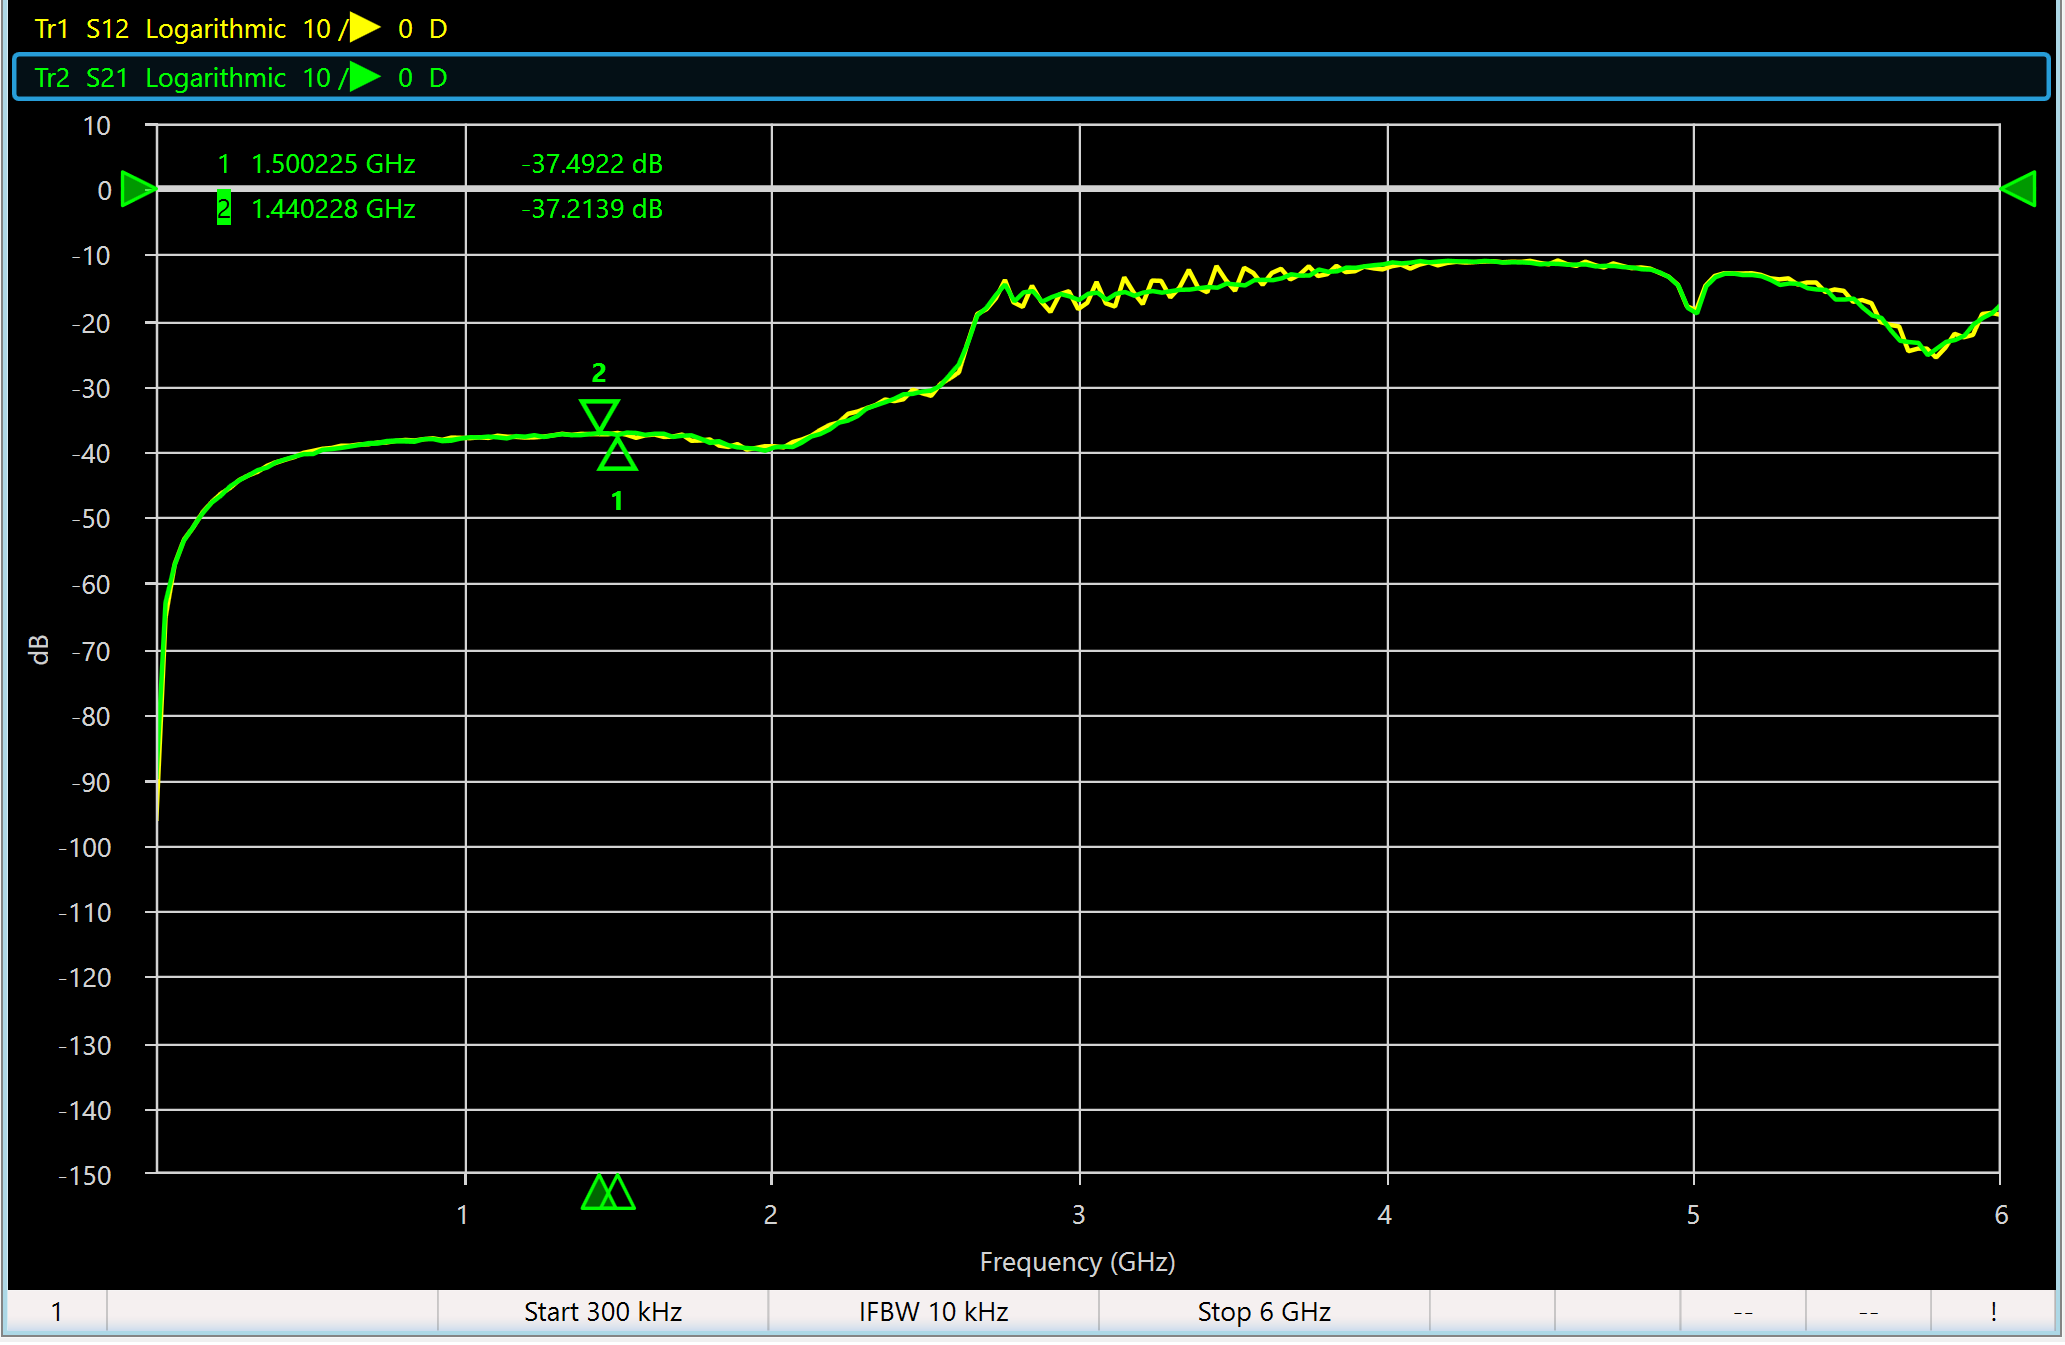 Tr1 S12 Logarithmic 10 / 0 D
Tr2 S21 Logarithmic 10 / 0 D
10
1 1.500225 GHz -37.4922 dB
0
2 1.440228 GHz -37.2139 dB
-10
-20
2
-30
-40
1
-50
-60
dB
-70
-80
-90
-100
-110
-120
-130
-140
-150
1 2 3 4 5 6
Frequency (GHz)
1 Start 300 kHz IFBW 10 kHz Stop 6 GHz -- -- !